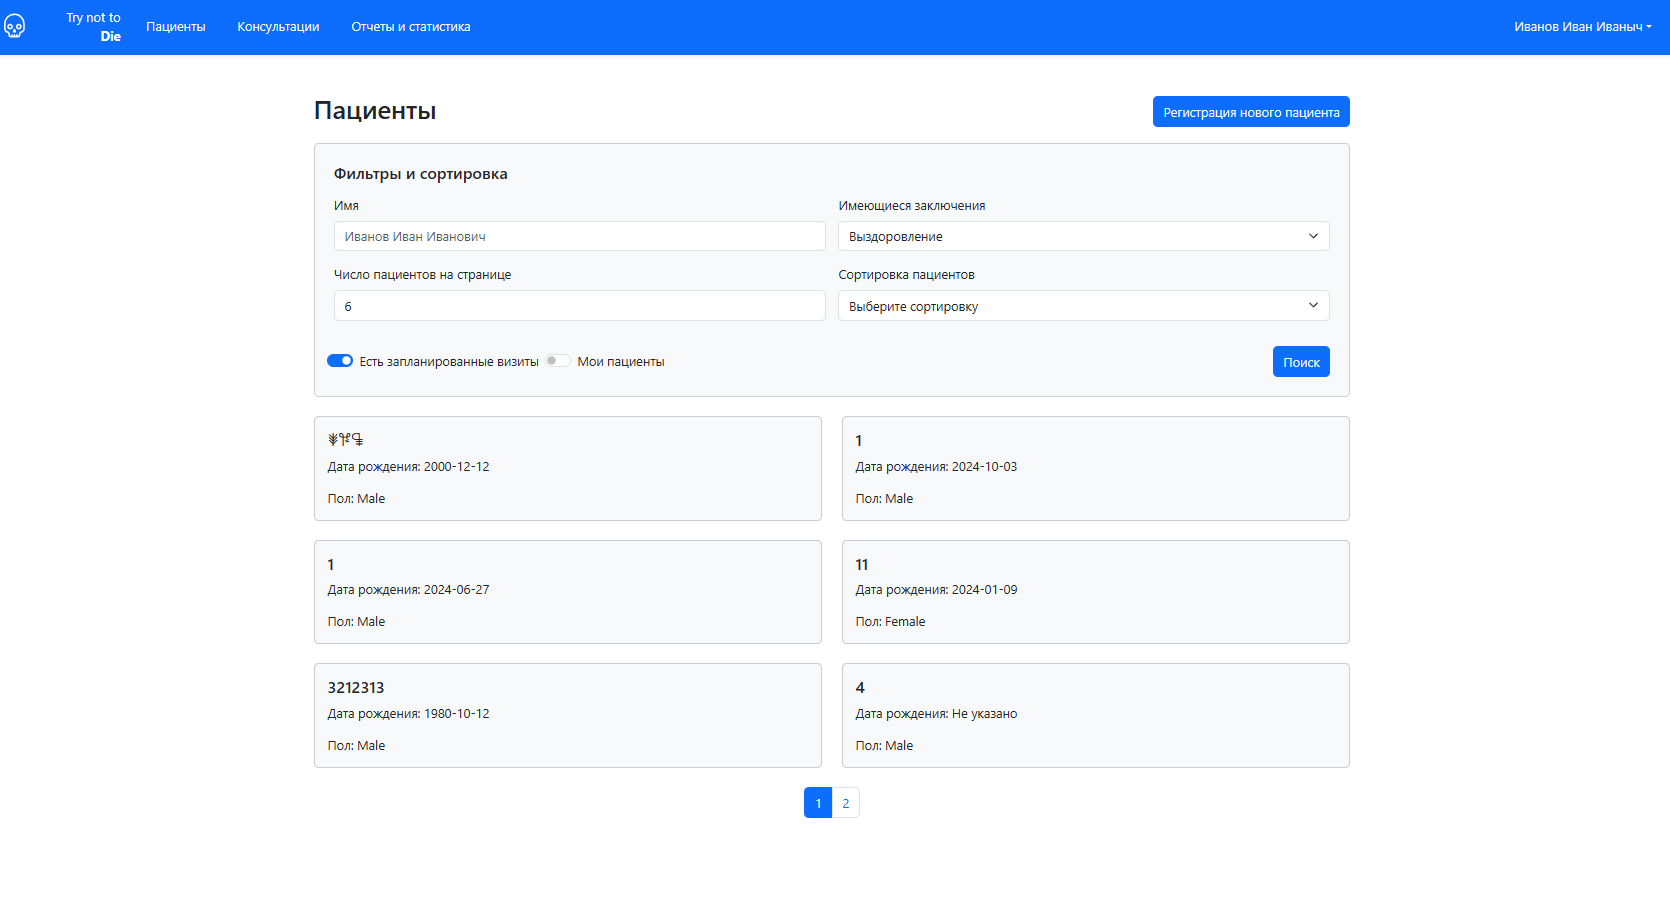 Try not to
Die
Пациенты
Консультации
Отчеты и статистика
Иванов Иван Иваныч
Пациенты
Регистрация нового пациента
Фильтры и сортировка
Имя
Имеющиеся заключения
Иванов Иван Иванович
Выздоровление
Число пациентов на странице
Сортировка пациентов
6
Выберите сортировку
Есть запланированные визиты
Мои пациенты
Поиск
Дата рождения: 2000-12-12
Пол: Male
1
Дата рождения: 2024-10-03
Пол: Male
1
Дата рождения: 2024-06-27
Пол: Male
11
Дата рождения: 2024-01-09
Пол: Female
3212313
Дата рождения: 1980-10-12
Пол: Male
4
Дата рождения: Не указано
Пол: Male
1
2